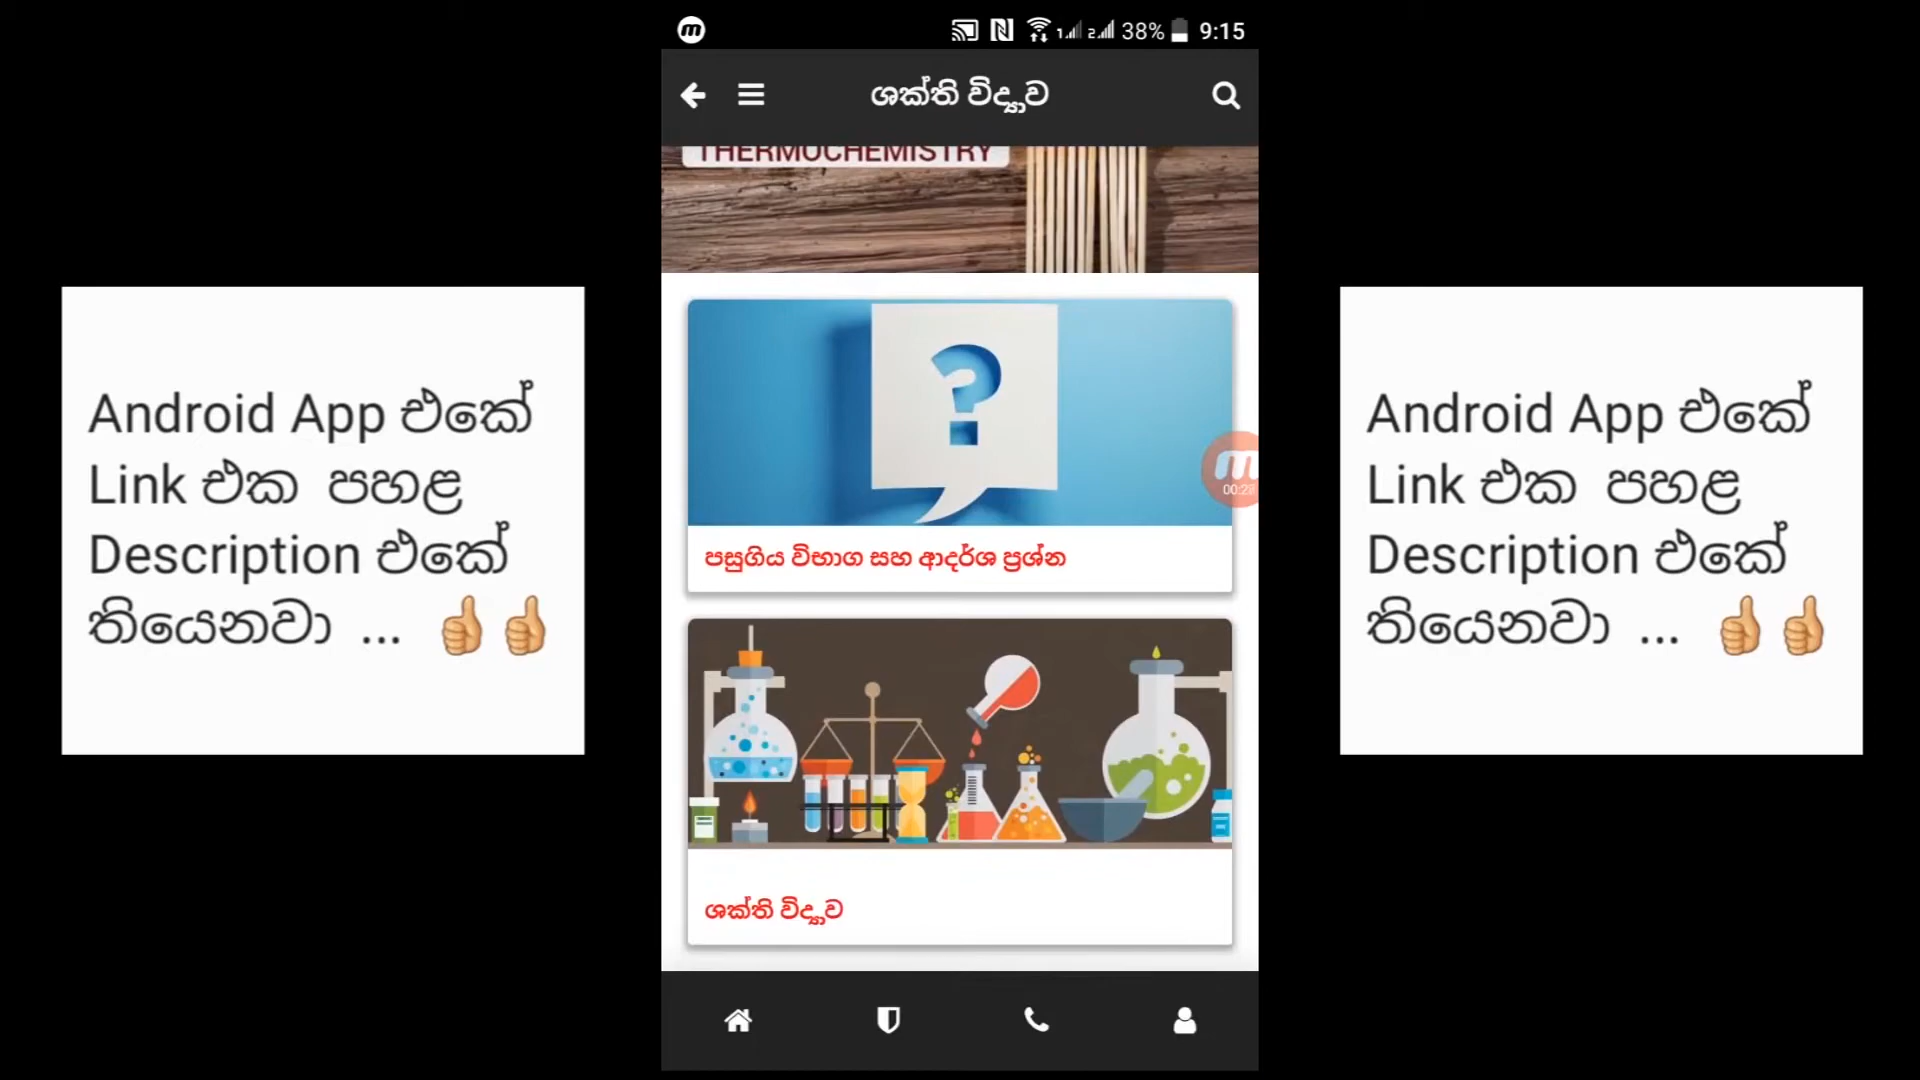 38% 9:15
ශක්ති විද්‍යාව
THERMOCHEMISTRY
Android App එකේ
Link එක පහළ
Description එකේ
තියෙනවා ... 👍👍
පසුගිය විභාග සහ ආදර්ශ ප්‍රශ්න
ශක්ති විද්‍යාව
Android App එකේ
Link එක පහළ
Description එකේ
තියෙනවා ... 👍👍